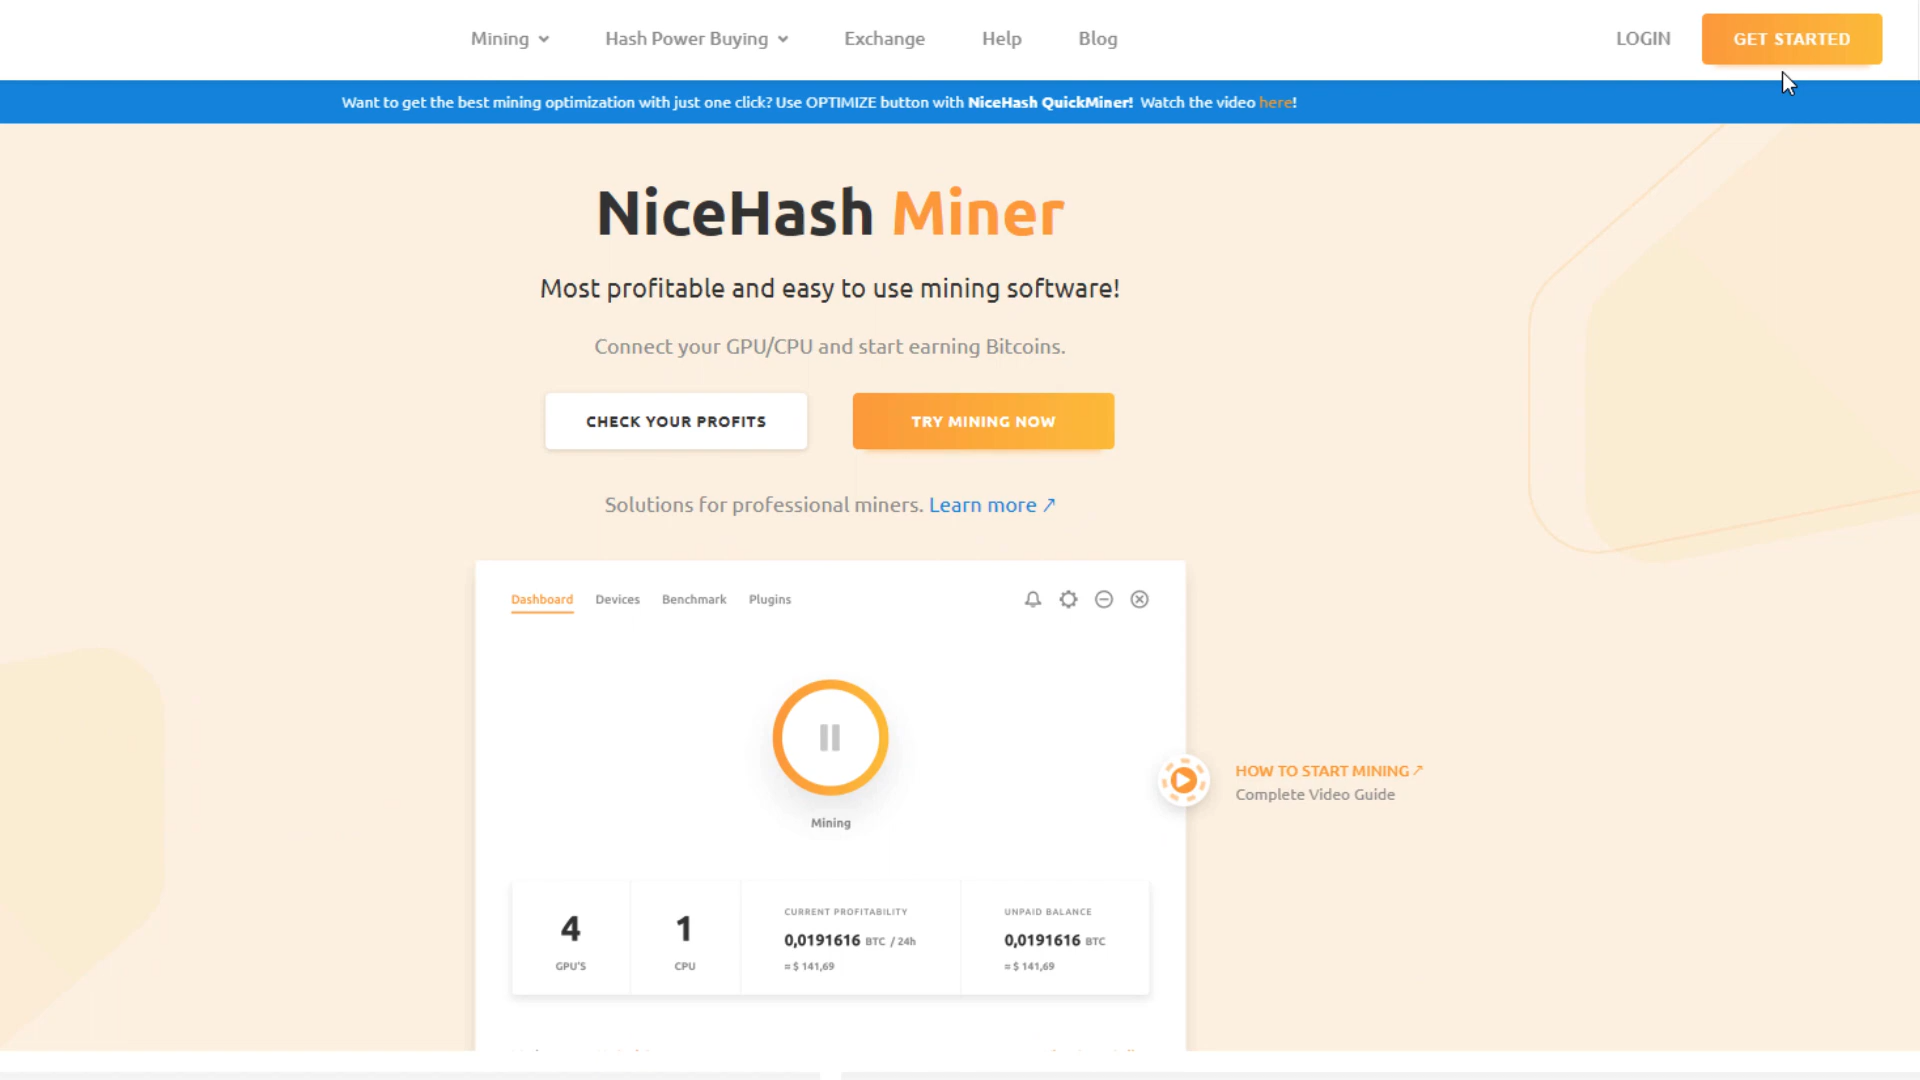 Mining
Hash Power Buying
Exchange
Help
Blog
LOGIN
GET STARTED
Want to get the best mining optimization with just one click? Use OPTIMIZE button with NiceHash QuickMiner! Watch the video here!
NiceHash Miner
Most profitable and easy to use mining software!
Connect your GPU/CPU and start earning Bitcoins.
CHECK YOUR PROFITS
TRY MINING NOW
Solutions for professional miners. Learn more ↗
Dashboard
Devices
Benchmark
Plugins
Mining
HOW TO START MINING ↗
Complete Video Guide
4
GPU'S
1
CPU
CURRENT PROFITABILITY
0,0191616 BTC / 24h
= $ 141,69
UNPAID BALANCE
0,0191616 BTC
= $ 141,69